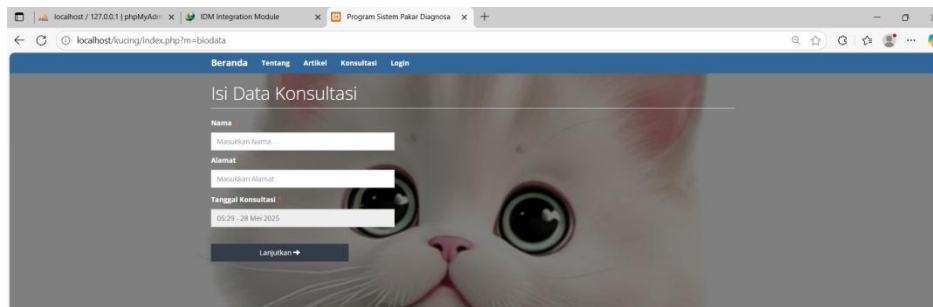 localhost / 127.0.0.1 | phpMyAdm
IDM Integration Module
Program Sistem Pakar Diagnosa
localhost/kucing/index.php?m=biodata
Beranda Tentang Artikel Konsultasi Login
Isi Data Konsultasi
Nama *
Masukkan Nama....
Alamat
Masukkan Alamat
Tanggal Konsultasi *
05:29 - 28 Mei 2025
Lanjutkan